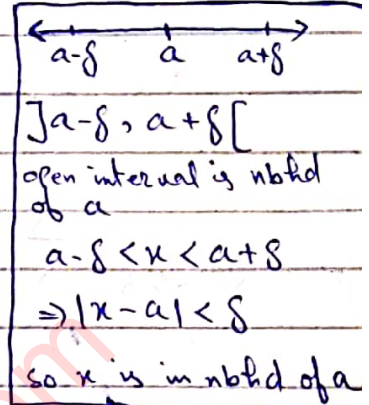 a-δ a a+δ
]a-δ, a+δ[
open interval is nbhd
of a
a-δ < x < a+δ
⇒ |x-a| < δ
so x is in nbhd of a